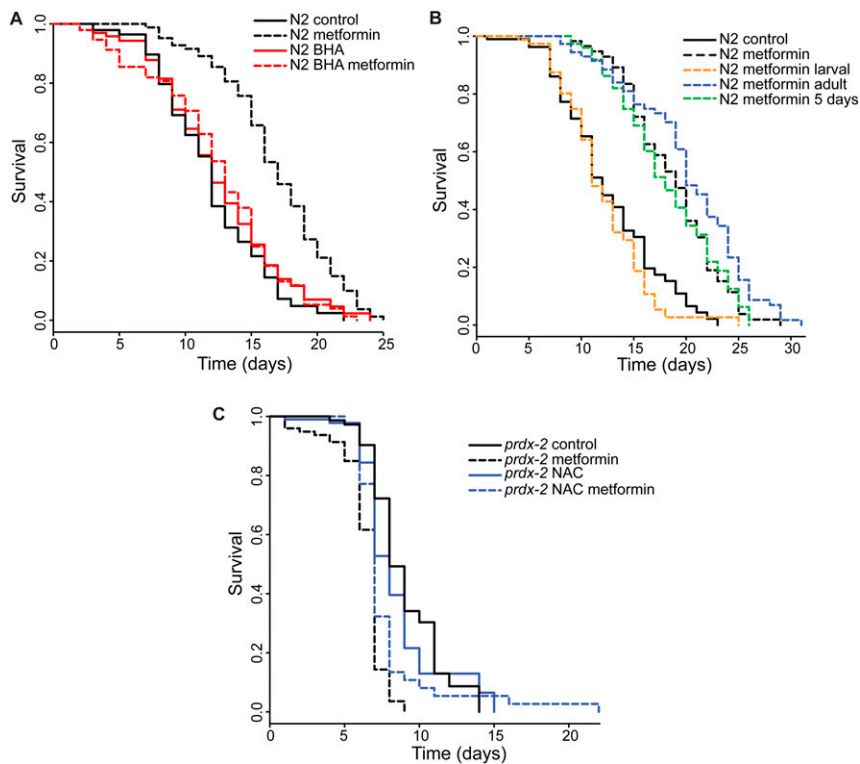 A
N2 control
N2 metformin
N2 BHA
N2 BHA metformin
Survival
1.0
0.8
0.6
0.4
0.2
0.0
0 5 10 15 20 25
Time (days)
B
N2 control
N2 metformin
N2 metformin larval
N2 metformin adult
N2 metformin 5 days
Survival
1.0
0.8
0.6
0.4
0.2
0.0
0 5 10 15 20 25 30
Time (days)
C
prdx-2 control
prdx-2 metformin
prdx-2 NAC
prdx-2 NAC metformin
Survival
1.0
0.8
0.6
0.4
0.2
0.0
0 5 10 15 20
Time (days)